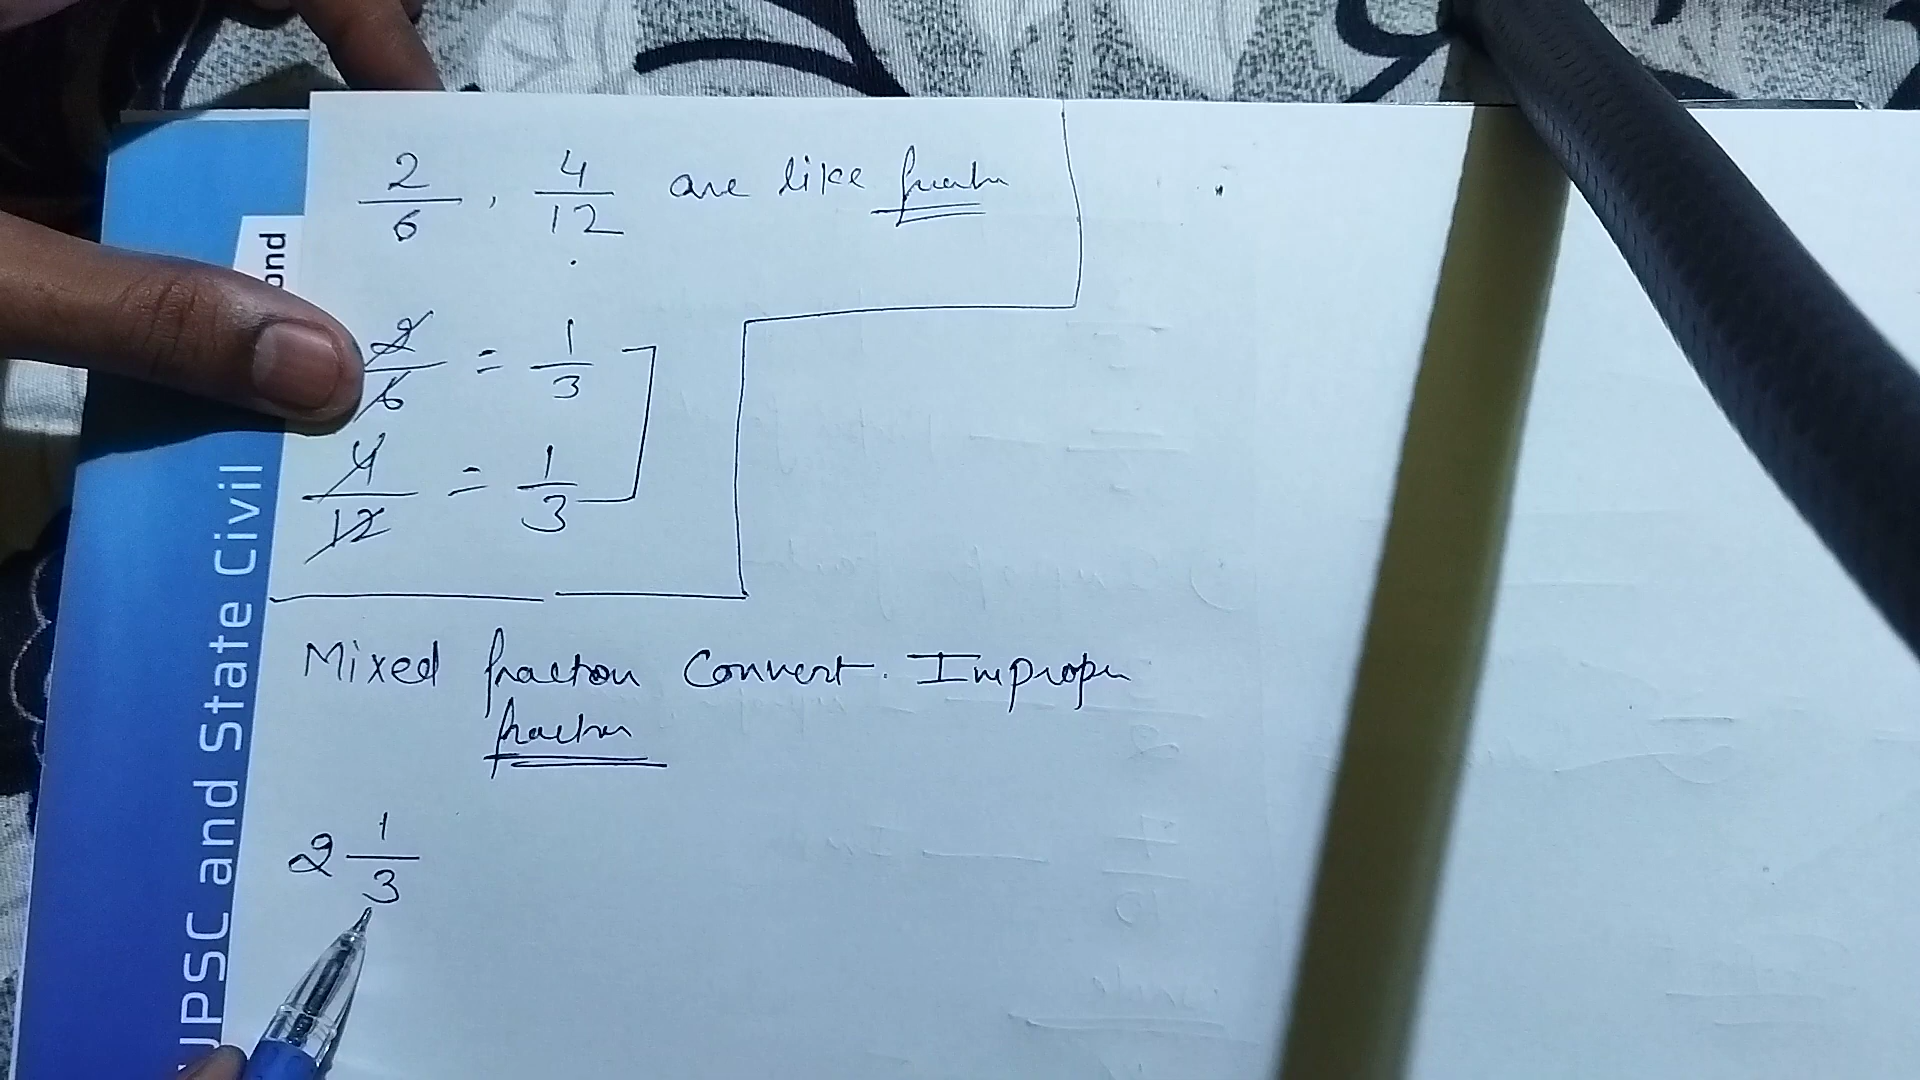 2/6 , 4/12 are like
2/6 = 1/3
4/12 = 1/3
Mixed fraction Convert. Improper
fraction
2 1/3
UPSC and State Civil
ond